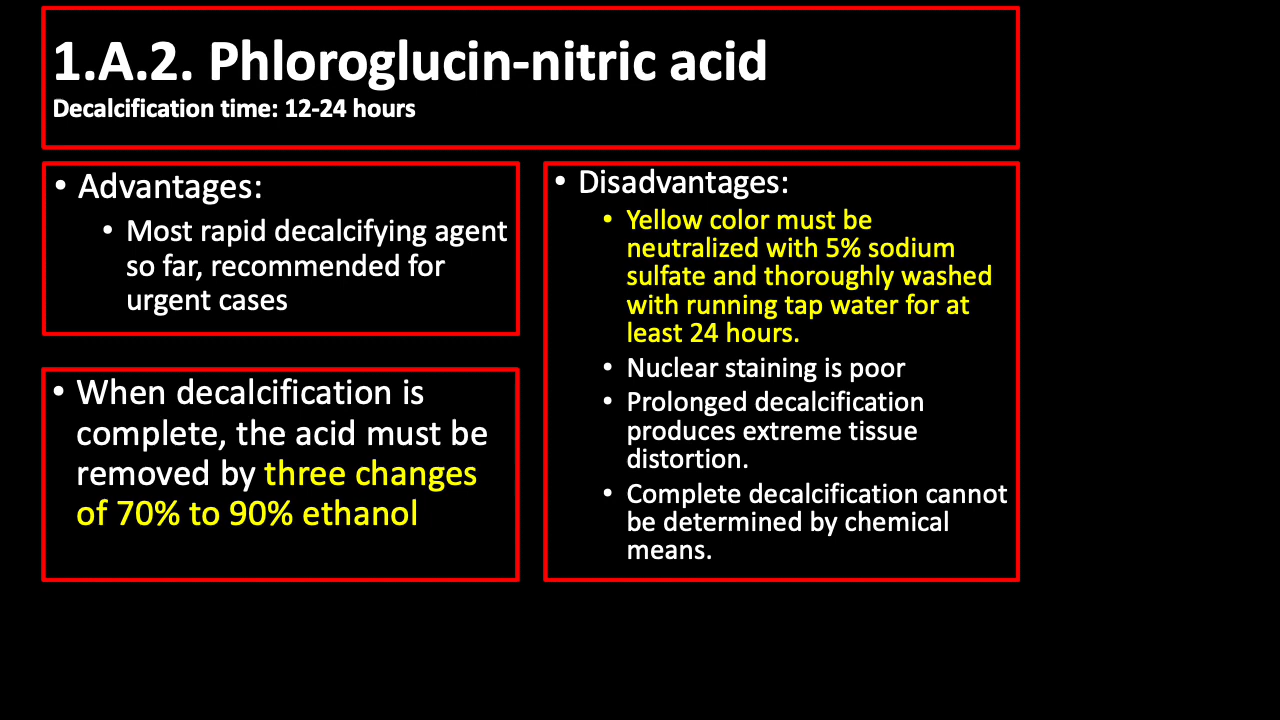 1.A.2. Phloroglucin-nitric acid
Decalcification time: 12-24 hours
• Advantages:
• Most rapid decalcifying agent
so far, recommended for
urgent cases
• When decalcification is
complete, the acid must be
removed by three changes
of 70% to 90% ethanol
• Disadvantages:
• Yellow color must be
neutralized with 5% sodium
sulfate and thoroughly washed
with running tap water for at
least 24 hours.
• Nuclear staining is poor
• Prolonged decalcification
produces extreme tissue
distortion.
• Complete decalcification cannot
be determined by chemical
means.